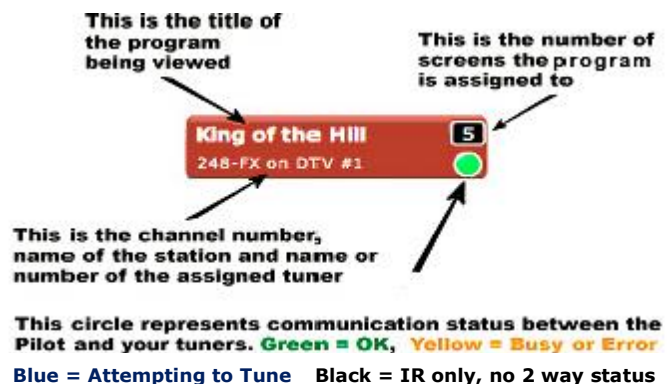 This is the title of
the program
being viewed
This is the number of
screens the program
is assigned to
King of the Hill 5
248-FX on DTV #1
This is the channel number,
name of the station and name or
number of the assigned tuner
This circle represents communication status between the
Pilot and your tuners. Green = OK, Yellow = Busy or Error
Blue = Attempting to Tune Black = IR only, no 2 way status